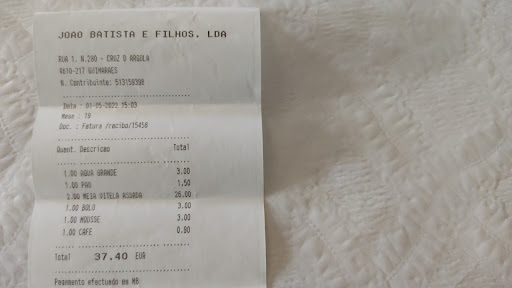 JOAO BATISTA E FILHOS, LDA
RUA 1, N.280 - CRUZ D ARGOLA
4810-217 GUIMARAES
N. Contribuinte: 513159398
Data : 01-05-2022 15:03
Mesa : 19
Doc. : Fatura /recibo/15458
Quant. Descricao Total
1.00 AGUA GRANDE 3.00
1.00 PAO 1.50
2.00 MEIA VITELA ASSADA 26.00
1.00 BOLO 3.00
1.00 MOUSSE 3.00
1.00 CAFE 0.80
Total 37.40 EUR
Pagamento efectuado em MB